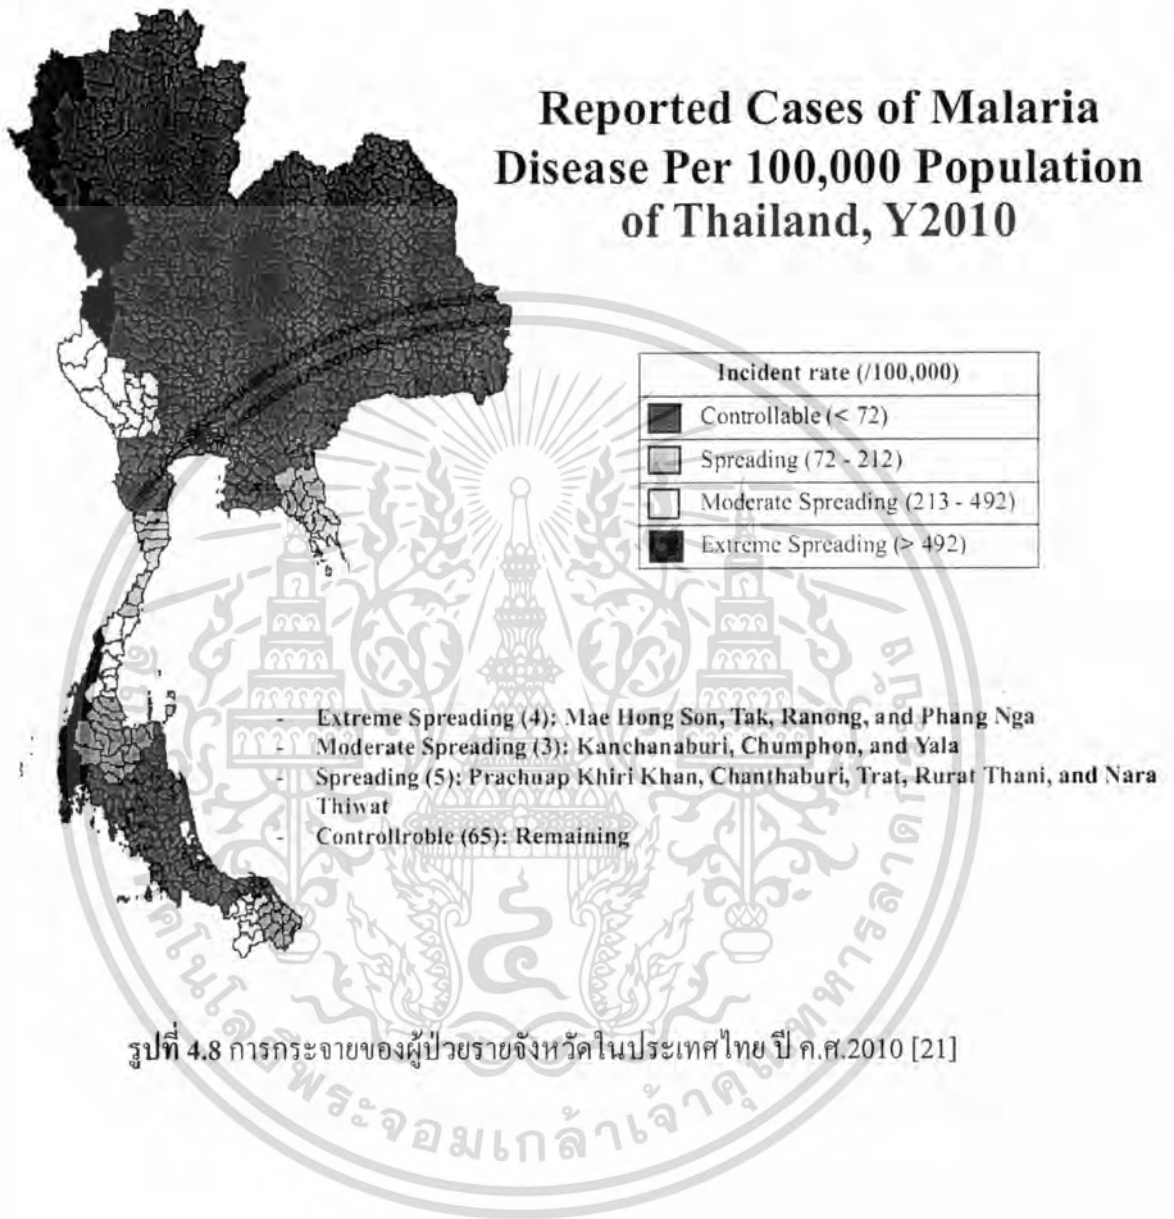 Reported Cases of Malaria
Disease Per 100,000 Population
of Thailand, Y2010
Incident rate (/100,000)
Controllable (< 72)
Spreading (72 - 212)
Moderate Spreading (213 - 492)
Extreme Spreading (> 492)
- Extreme Spreading (4): Mae Hong Son, Tak, Ranong, and Phang Nga
- Moderate Spreading (3): Kanchanaburi, Chumphon, and Yala
- Spreading (5): Prachuap Khiri Khan, Chanthaburi, Trat, Rurat Thani, and Nara
Thiwat
- Controllroble (65): Remaining
รูปที่ 4.8 การกระจายของผู้ป่วยรายจังหวัดในประเทศไทย ปี ค.ศ.2010 [21]